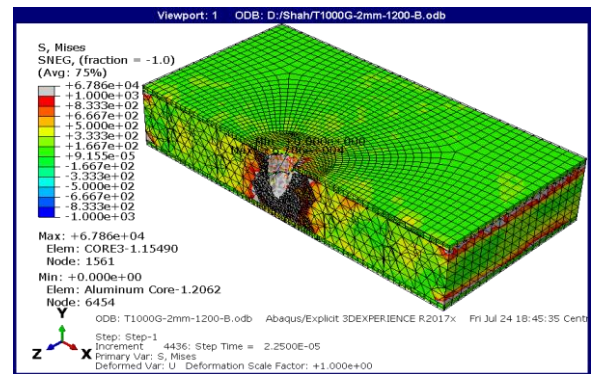 Viewport: 1 ODB: D:/Shah/T1000G-2mm-1200-B.odb
S, Mises
SNEG, (fraction = -1.0)
(Avg: 75%)
+6.786e+04
+1.000e+03
+8.333e+02
+6.667e+02
+5.000e+02
+3.333e+02
+1.667e+02
+9.155e-05
-1.667e+02
-3.333e+02
-5.000e+02
-6.667e+02
-8.333e+02
-1.000e+03
Max: +6.786e+04
Elem: CORE3-1.15490
Node: 1561
Min: +0.000e+00
Elem: Aluminum Core-1.2062
Node: 6454
Y
Z
X
ODB: T1000G-2mm-1200-B.odb Abaqus/Explicit 3DEXPERIENCE R2017x Fri Jul 24 18:45:35 Centr
Step: Step-1
Increment 4436: Step Time = 2.2500E-05
Primary Var: S, Mises
Deformed Var: U Deformation Scale Factor: +1.000e+00